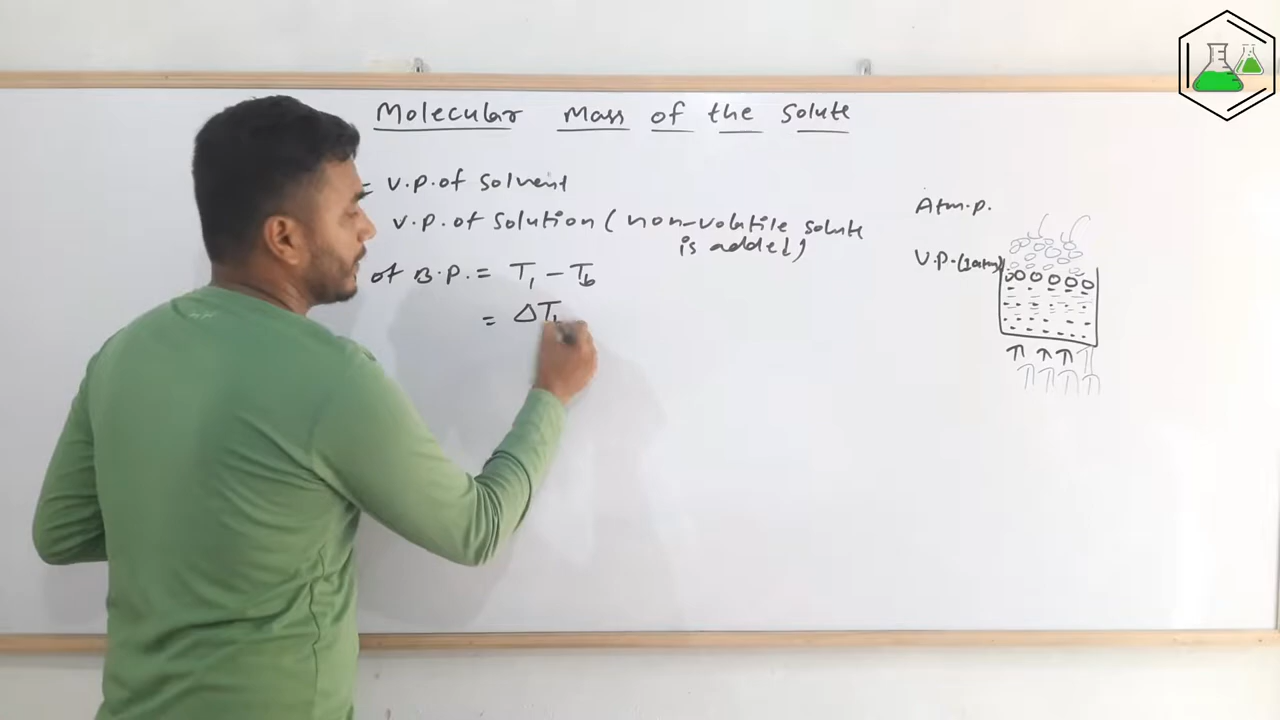 Molecular Mass of the Solute
= V.P. of Solvent
V.P. of Solution ( non-volatile solute
is added)
of B.P. = T₁ - Tb
= ΔT
Atm.p.
V.P.(1atm)